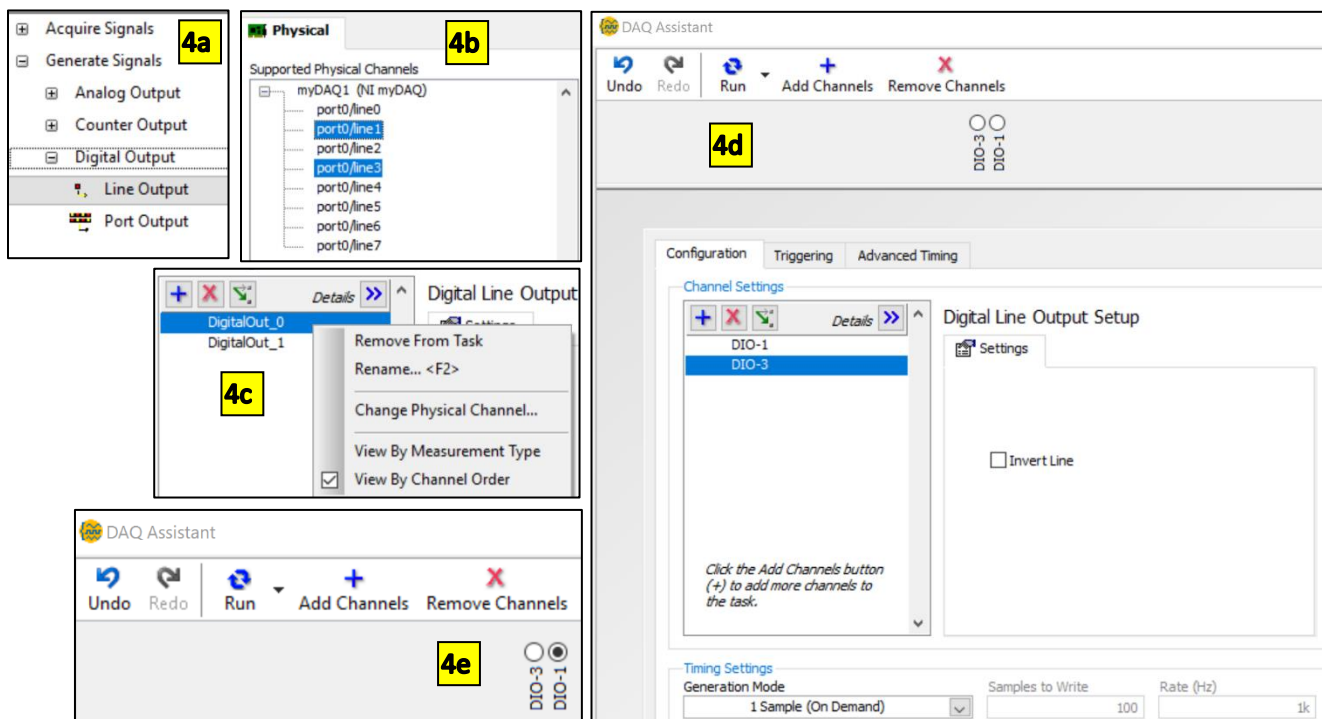 Acquire Signals
4a
Generate Signals
Analog Output
Counter Output
Digital Output
Line Output
Port Output
Physical
4b
Supported Physical Channels
myDAQ1 (NI myDAQ)
port0/line0
port0/line1
port0/line2
port0/line3
port0/line4
port0/line5
port0/line6
port0/line7
Details
Digital Line Output
DigitalOut_0
DigitalOut_1
4c
Remove From Task
Rename... <F2>
Change Physical Channel...
View By Measurement Type
View By Channel Order
DAQ Assistant
Undo Redo Run Add Channels Remove Channels
4e
DIO-3
DIO-1
DAQ Assistant
Undo Redo Run Add Channels Remove Channels
4d
DIO-3
DIO-1
Configuration Triggering Advanced Timing
Channel Settings
Details
Digital Line Output Setup
DIO-1
DIO-3
Settings
Invert Line
Click the Add Channels button
(+) to add more channels to
the task.
Timing Settings
Generation Mode Samples to Write Rate (Hz)
1 Sample (On Demand) 100 1k